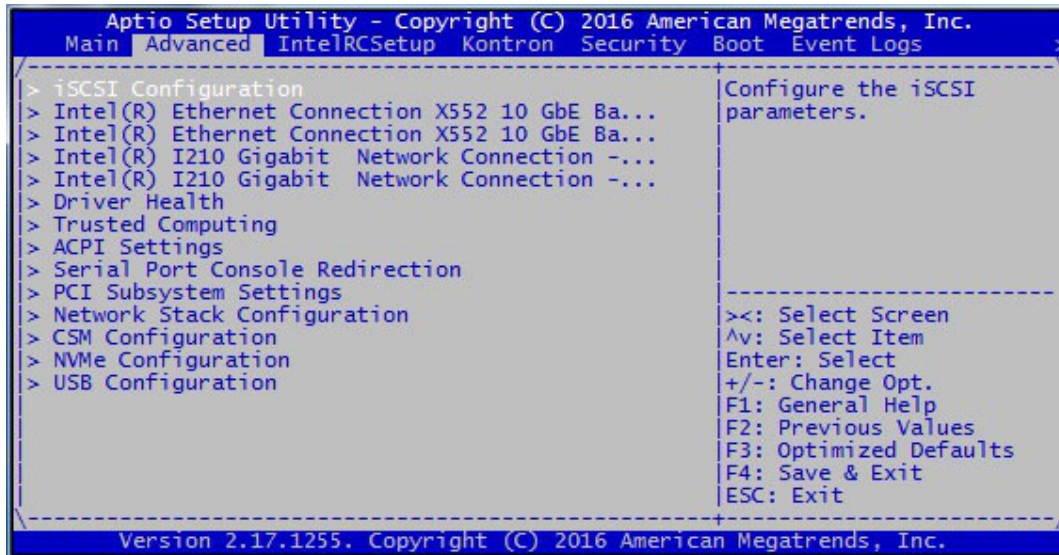 Aptio Setup Utility - Copyright (C) 2016 American Megatrends, Inc.
Main Advanced IntelRCSetup Kontron Security Boot Event Logs >
> iSCSI Configuration
> Intel(R) Ethernet Connection X552 10 GbE Ba...
> Intel(R) Ethernet Connection X552 10 GbE Ba...
> Intel(R) I210 Gigabit  Network Connection -...
> Intel(R) I210 Gigabit  Network Connection -...
> Driver Health
> Trusted Computing
> ACPI Settings
> Serial Port Console Redirection
> PCI Subsystem Settings
> Network Stack Configuration
> CSM Configuration
> NVMe Configuration
> USB Configuration
Configure the iSCSI
parameters.
><: Select Screen
^v: Select Item
Enter: Select
+/-: Change Opt.
F1: General Help
F2: Previous Values
F3: Optimized Defaults
F4: Save & Exit
ESC: Exit
Version 2.17.1255. Copyright (C) 2016 American Megatrends, Inc.